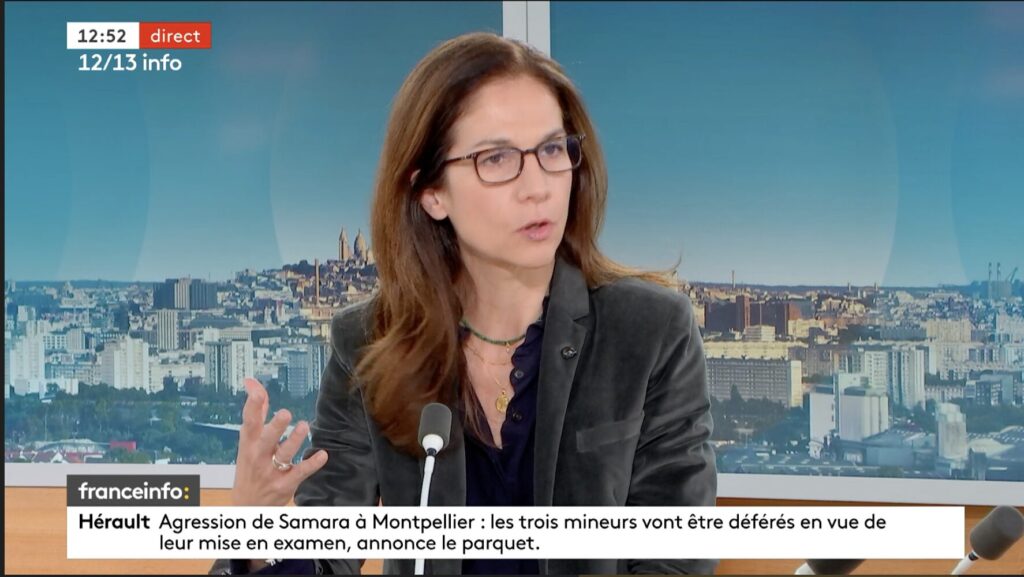 12:52 direct
12/13 info
franceinfo:
Hérault Agression de Samara à Montpellier : les trois mineurs vont être déférés en vue de
leur mise en examen, annonce le parquet.